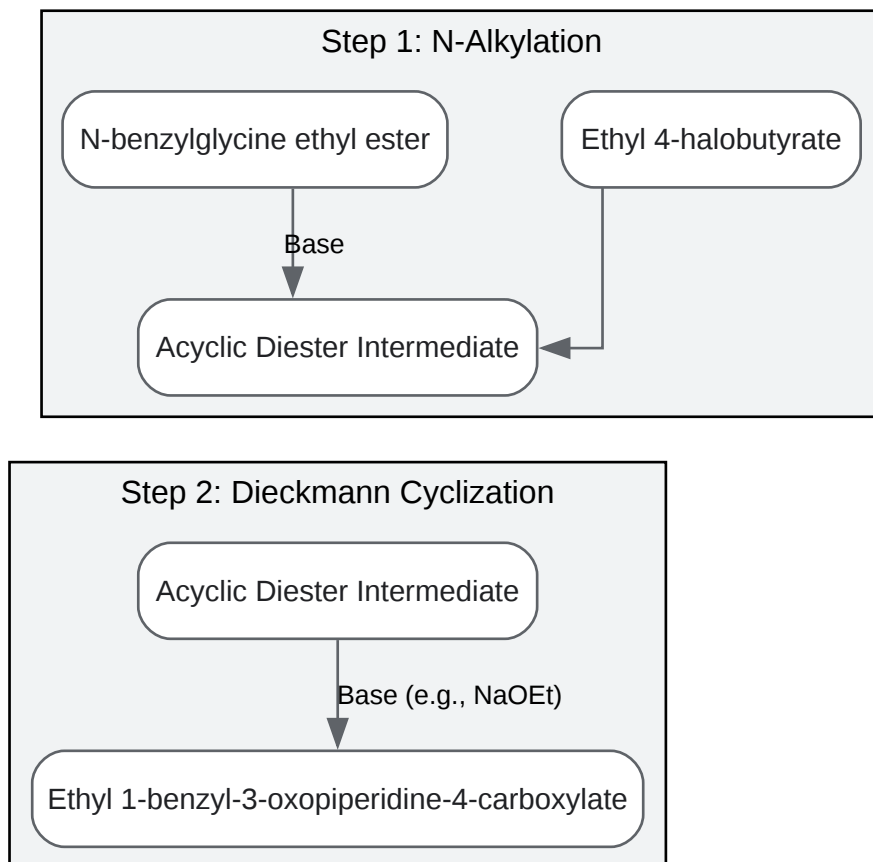 Step 1: N-Alkylation
N-benzylglycine ethyl ester
Ethyl 4-halobutyrate
Base
Acyclic Diester Intermediate
Step 2: Dieckmann Cyclization
Acyclic Diester Intermediate
Base (e.g., NaOEt)
Ethyl 1-benzyl-3-oxopiperidine-4-carboxylate